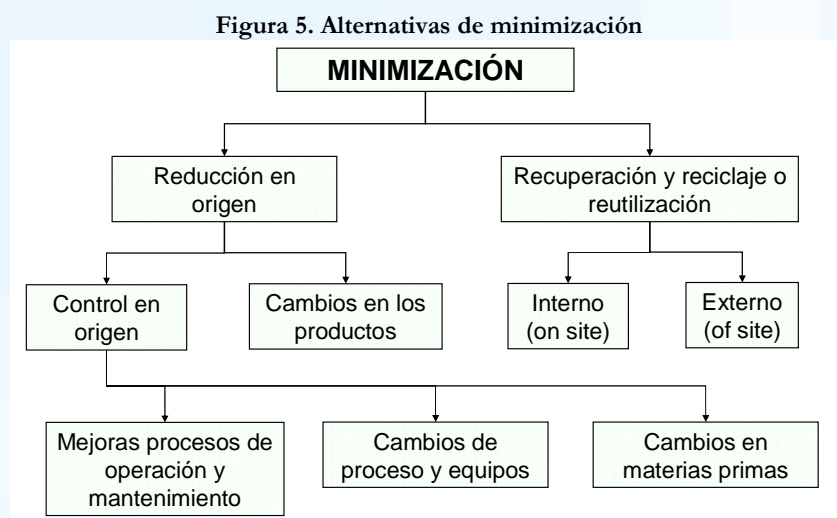 Figura 5. Alternativas de minimización
MINIMIZACIÓN
Reducción en
origen
Recuperación y reciclaje o
reutilización
Control en
origen
Cambios en los
productos
Interno
(on site)
Externo
(of site)
Mejoras procesos de
operación y
mantenimiento
Cambios de
proceso y equipos
Cambios en
materias primas